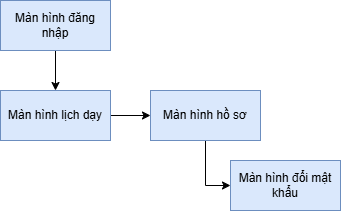 Màn hình đăng
nhập
Màn hình lịch dạy
Màn hình hồ sơ
Màn hình đổi mật
khẩu